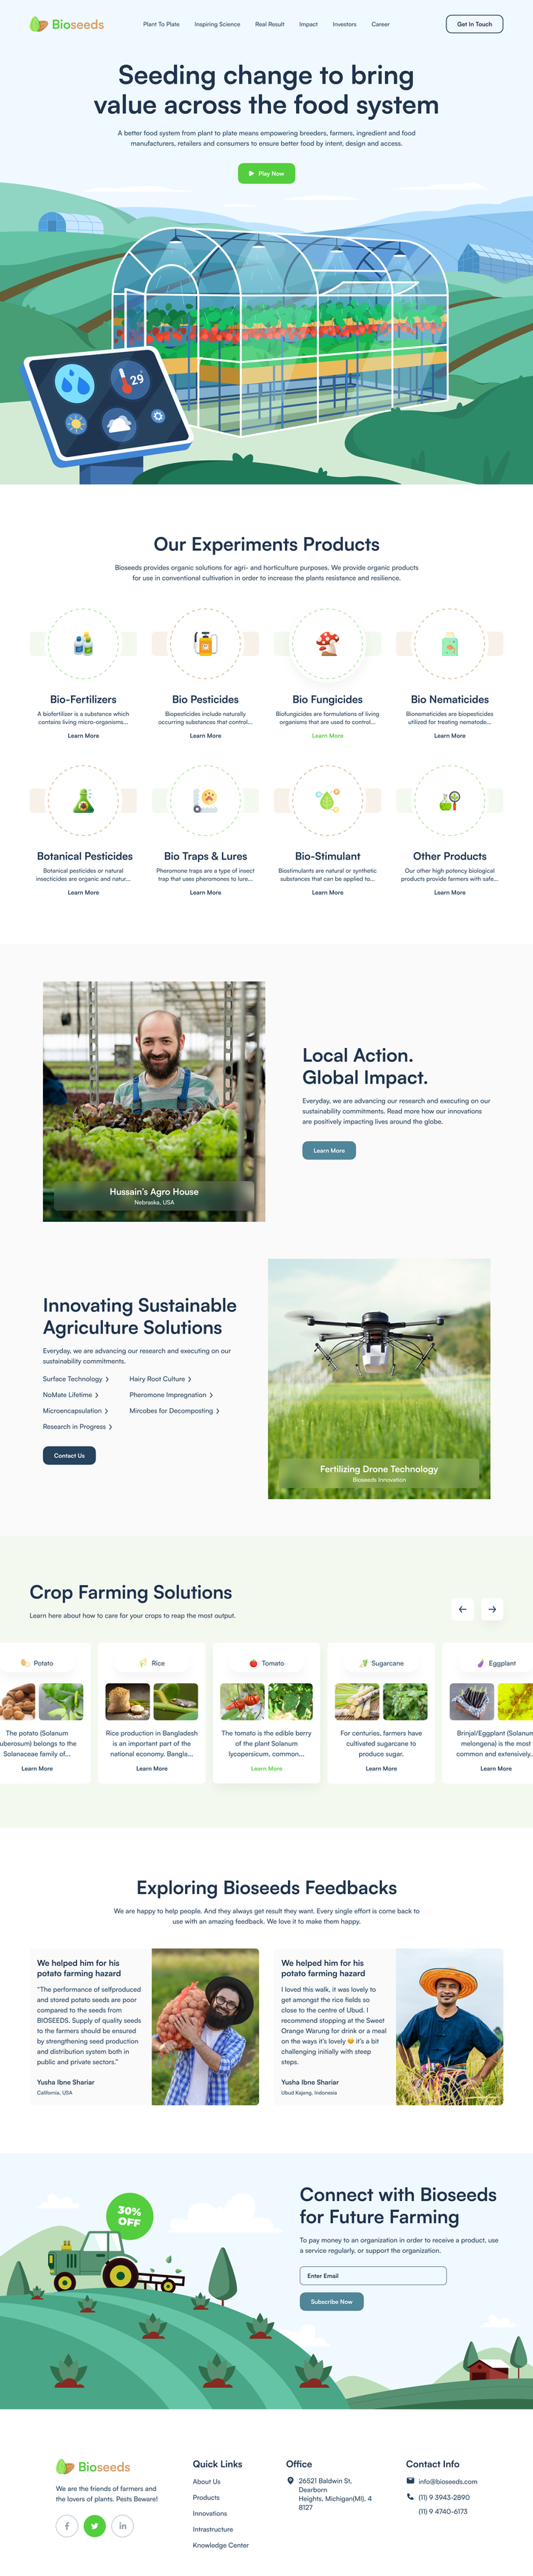 Bioseeds
Plant To Plate
Inspiring Science
Real Result
Impact
Investors
Career
Get In Touch
Seeding change to bring
value across the food system
A better food system from plant to plate means empowering breeders, farmers, ingredient and food
manufacturers, retailers and consumers to ensure better food by intent, design and access.
Play Now
29
Our Experiments Products
Bioseeds provides organic solutions for agri- and horticulture purposes. We provide organic products
for use in conventional cultivation in order to increase the plants resistance and resilience.
Bio-Fertilizers
A biofertilizer is a substance which
contains living micro-organisms...
Learn More
Bio Pesticides
Biopesticides include naturally
occurring substances that control...
Learn More
Bio Fungicides
Biofungicides are formulations of living
organisms that are used to control...
Learn More
Bio Nematicides
Bionematicides are biopesticides
utilized for treating nematode...
Learn More
Botanical Pesticides
Botanical pesticides or natural
insecticides are organic and natur...
Learn More
Bio Traps & Lures
Pheromone traps are a type of insect
trap that uses pheromones to lure...
Learn More
Bio-Stimulant
Biostimulants are natural or synthetic
substances that can be applied to...
Learn More
Other Products
Our other high potency biological
products provide farmers with safe...
Learn More
Hussain's Agro House
Nebraska, USA
Local Action.
Global Impact.
Everyday, we are advancing our research and executing on our
sustainability commitments. Read more how our innovations
are positively impacting lives around the globe.
Learn More
Innovating Sustainable
Agriculture Solutions
Everyday, we are advancing our research and executing on our
sustainability commitments.
Surface Technology
Hairy Root Culture
NoMate Lifetime
Pheromone Impregnation
Microencapsulation
Mircobes for Decomposting
Research in Progress
Contact Us
Fertilizing Drone Technology
Bioseeds Innovation
Crop Farming Solutions
Learn here about how to care for your crops to reap the most output.
Potato
The potato (Solanum
uberosum) belongs to the
Solanaceae family of...
Learn More
Rice
Rice production in Bangladesh
is an important part of the
national economy. Bangla...
Learn More
Tomato
The tomato is the edible berry
of the plant Solanum
lycopersicum, common...
Learn More
Sugarcane
For centuries, farmers have
cultivated sugarcane to
produce sugar.
Learn More
Eggplant
Brinjal/Eggplant (Solanum
melongena) is the most
common and extensively...
Learn More
Exploring Bioseeds Feedbacks
We are happy to help people. And they always get result they want. Every single effort is come back to
use with an amazing feedback. We love it to make them happy.
We helped him for his
potato farming hazard
"The performance of selfproduced
and stored potato seeds are poor
compared to the seeds from
BIOSEEDS. Supply of quality seeds
to the farmers should be ensured
by strengthening seed production
and distribution system both in
public and private sectors."
Yusha Ibne Shariar
California, USA
We helped him for his
potato farming hazard
I loved this walk, it was lovely to
get amongst the rice fields so
close to the centre of Ubud. I
recommend stopping at the Sweet
Orange Warung for drink or a meal
on the ways it's lovely 😊 it's a bit
challenging initially with steep
steps.
Yusha Ibne Shariar
Ubud Kajeng, Indonesia
30%
OFF
Connect with Bioseeds
for Future Farming
To pay money to an organization in order to receive a product, use
a service regularly, or support the organization.
Enter Email
Subscribe Now
Bioseeds
We are the friends of farmers and
the lovers of plants. Pests Beware!
Quick Links
About Us
Products
Innovations
Intrastructure
Knowledge Center
Office
26521 Baldwin St,
Dearborn
Heights, Michigan(MI), 4
8127
Contact Info
info@bioseeds.com
(11) 9 3943-2890
(11) 9 4740-6173